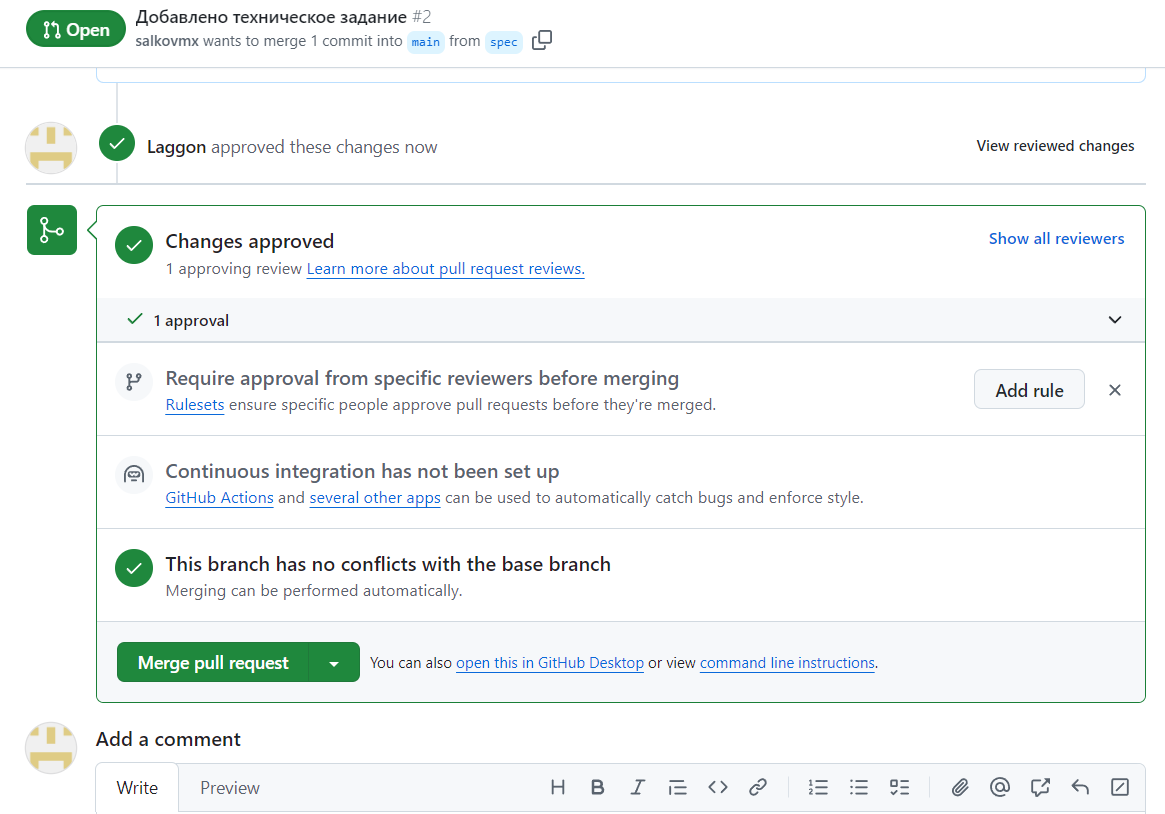 Open
Добавлено техническое задание #2
salkovmx wants to merge 1 commit into main from spec
Laggon approved these changes now
View reviewed changes
Changes approved
Show all reviewers
1 approving review Learn more about pull request reviews.
1 approval
Require approval from specific reviewers before merging
Rulesets ensure specific people approve pull requests before they're merged.
Add rule
Continuous integration has not been set up
GitHub Actions and several other apps can be used to automatically catch bugs and enforce style.
This branch has no conflicts with the base branch
Merging can be performed automatically.
Merge pull request
You can also open this in GitHub Desktop or view command line instructions.
Add a comment
Write
Preview